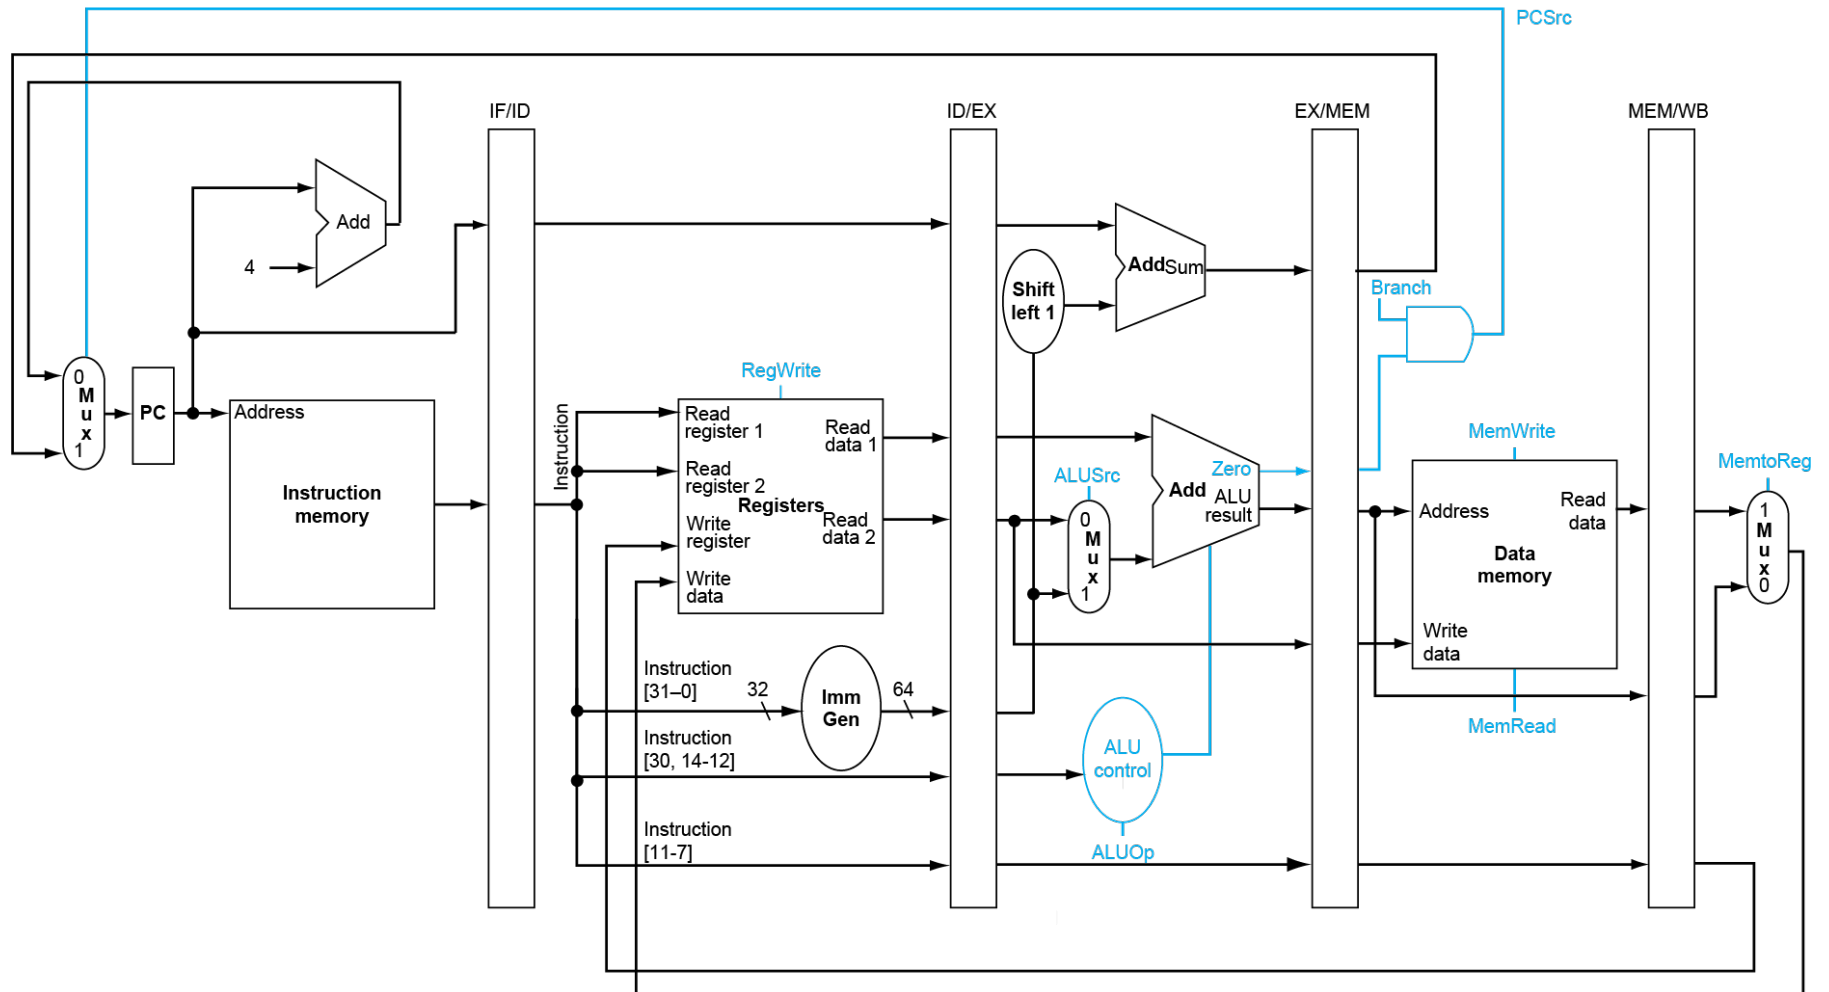 PCSrc
IF/ID
ID/EX
EX/MEM
MEM/WB
Add
4
Shift
left 1
AddSum
Branch
0
M
u
x
1
PC
Address
Instruction
memory
Instruction
RegWrite
Read
register 1
Read
data 1
Read
register 2
Registers
Write
register
Read
data 2
Write
data
ALUSrc
0
M
u
x
1
Zero
Add
ALU
result
MemWrite
Address
Read
data
Data
memory
Write
data
MemRead
MemtoReg
1
M
u
x
0
Instruction
[31–0]
32
Imm
Gen
64
Instruction
[30, 14-12]
ALU
control
Instruction
[11-7]
ALUOp